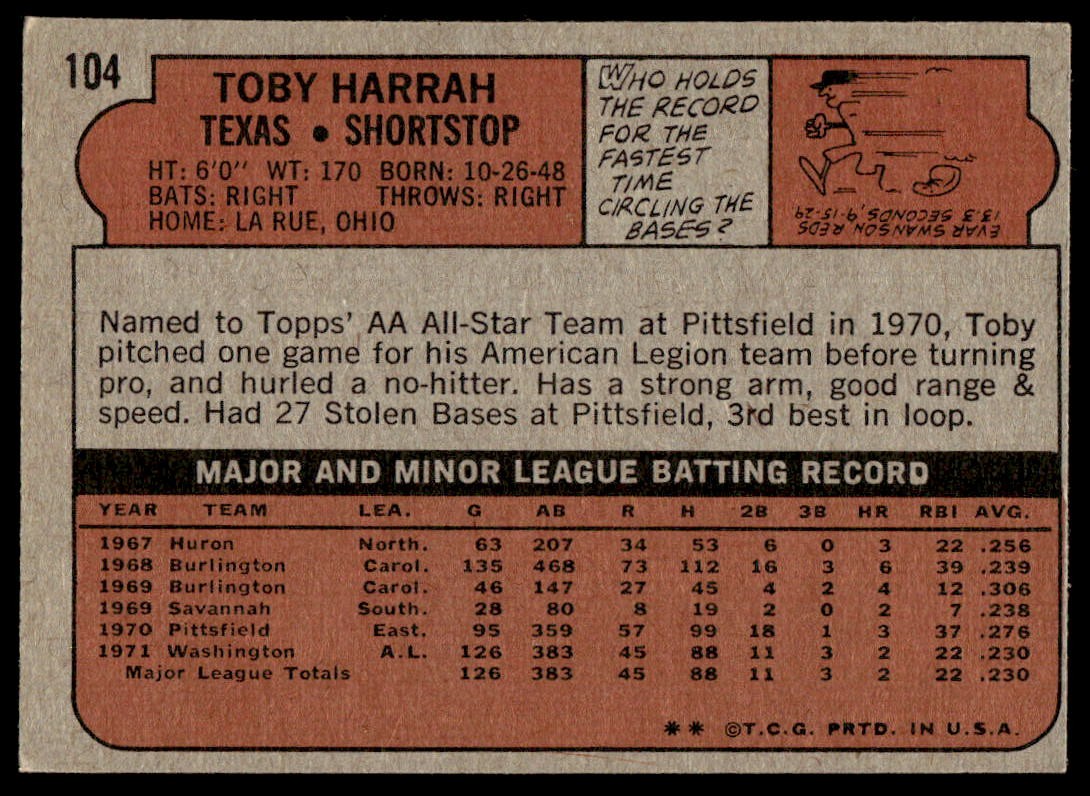 104
TOBY HARRAH
TEXAS • SHORTSTOP
HT: 6'0" WT: 170 BORN: 10-26-48
BATS: RIGHT THROWS: RIGHT
HOME: LA RUE, OHIO
WHO HOLDS
THE RECORD
FOR THE
FASTEST
TIME
CIRCLING THE
BASES?
EVAR SWANSON, REDS
13.3 SECONDS, 9-15-29
Named to Topps' AA All-Star Team at Pittsfield in 1970, Toby
pitched one game for his American Legion team before turning
pro, and hurled a no-hitter. Has a strong arm, good range &
speed. Had 27 Stolen Bases at Pittsfield, 3rd best in loop.
MAJOR AND MINOR LEAGUE BATTING RECORD
YEAR TEAM LEA. G AB R H 2B 3B HR RBI AVG.
1967 Huron North. 63 207 34 53 6 0 3 22 .256
1968 Burlington Carol. 135 468 73 112 16 3 6 39 .239
1969 Burlington Carol. 46 147 27 45 4 2 4 12 .306
1969 Savannah South. 28 80 8 19 2 0 2 7 .238
1970 Pittsfield East. 95 359 57 99 18 1 3 37 .276
1971 Washington A.L. 126 383 45 88 11 3 2 22 .230
Major League Totals 126 383 45 88 11 3 2 22 .230
** ©T.C.G. PRTD. IN U.S.A.